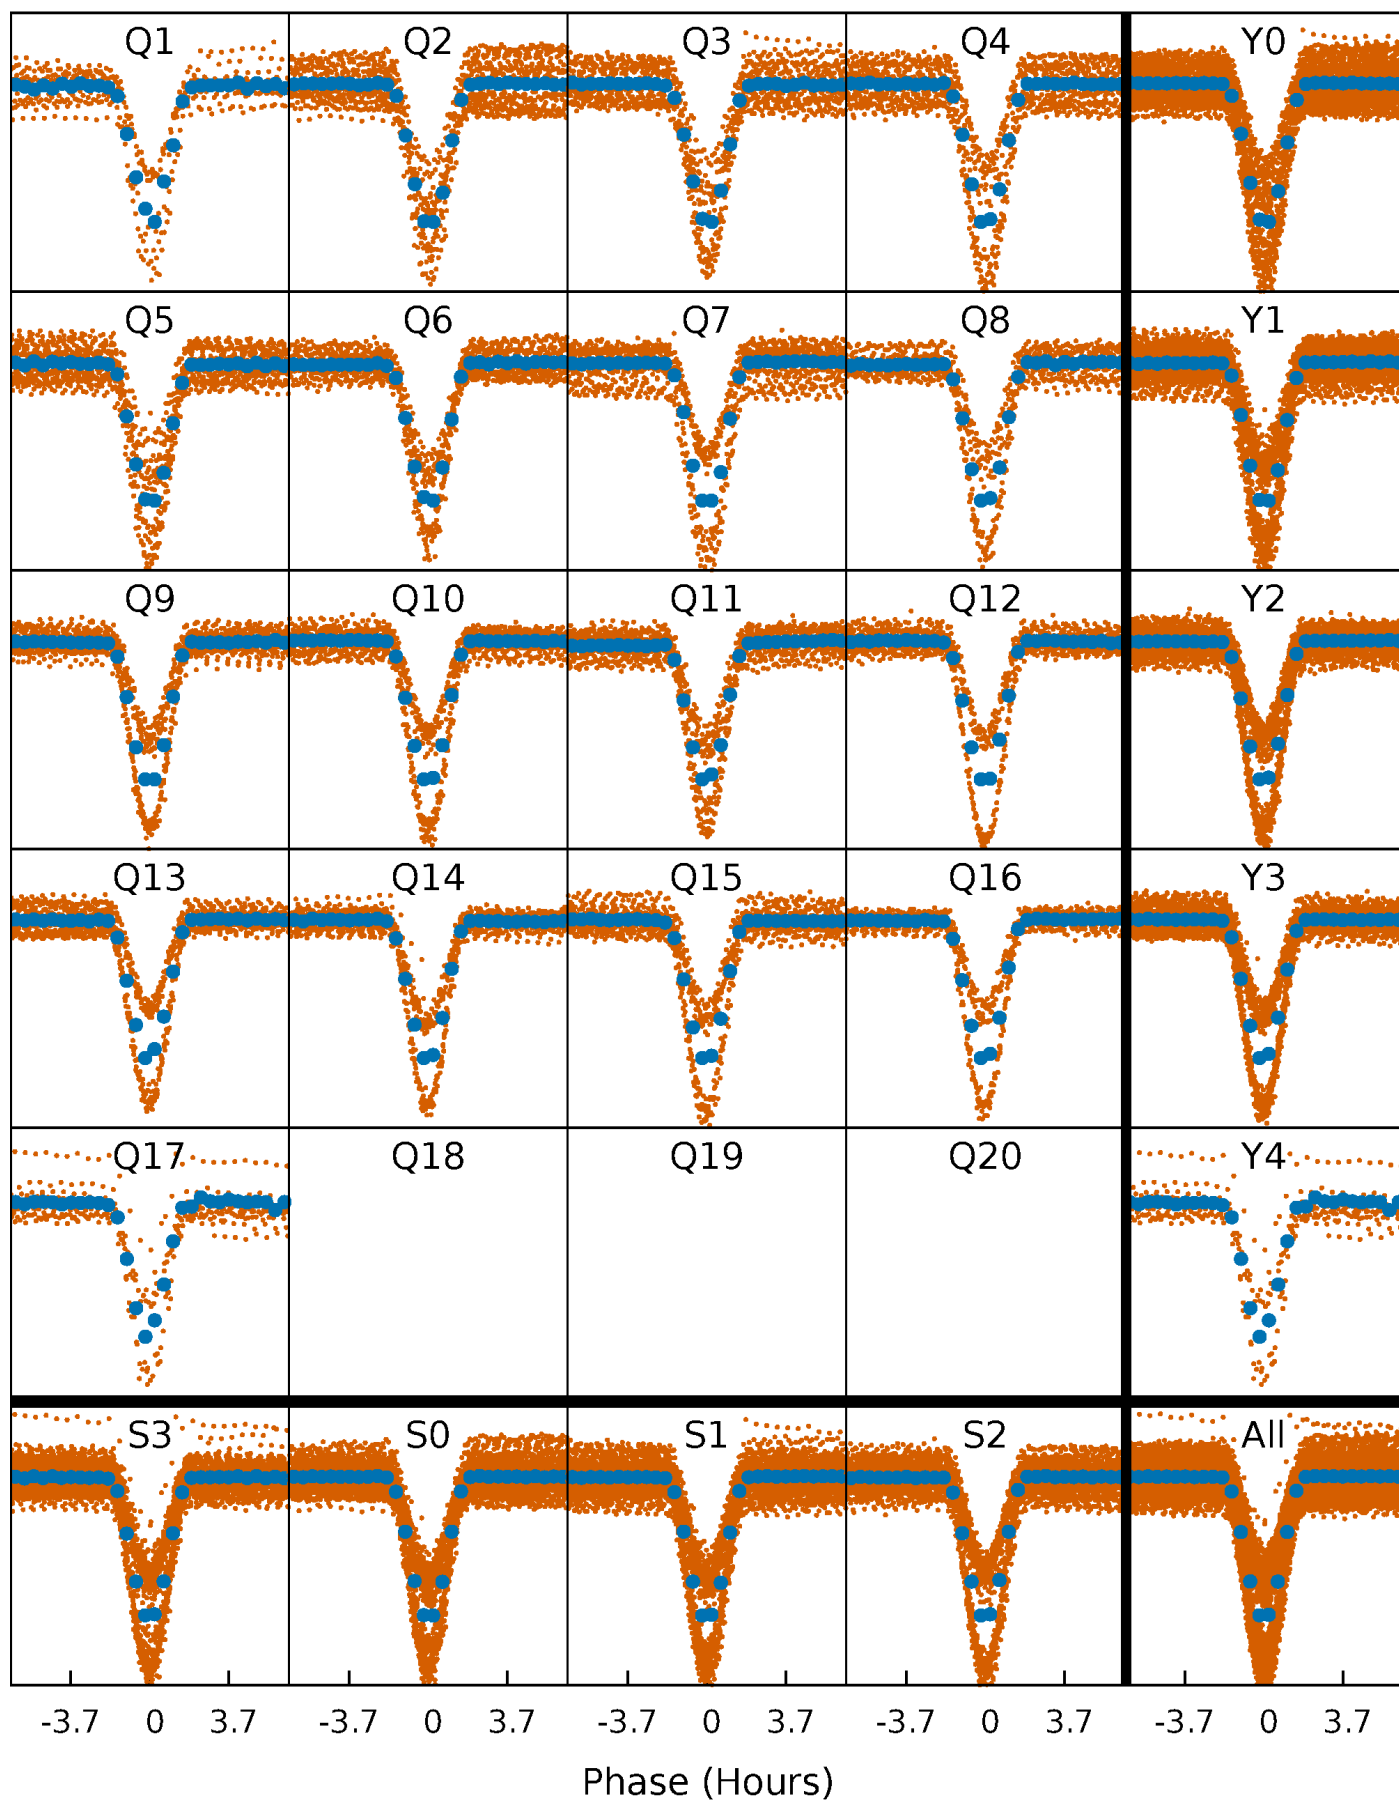 Q1 Q2 Q3 Q4 Y0
Q5 Q6 Q7 Q8 Y1
Q9 Q10 Q11 Q12 Y2
Q13 Q14 Q15 Q16 Y3
Q17 Q18 Q19 Q20 Y4
S3 S0 S1 S2 All
-3.7 0 3.7 -3.7 0 3.7 -3.7 0 3.7 -3.7 0 3.7 -3.7 0 3.7
Phase (Hours)